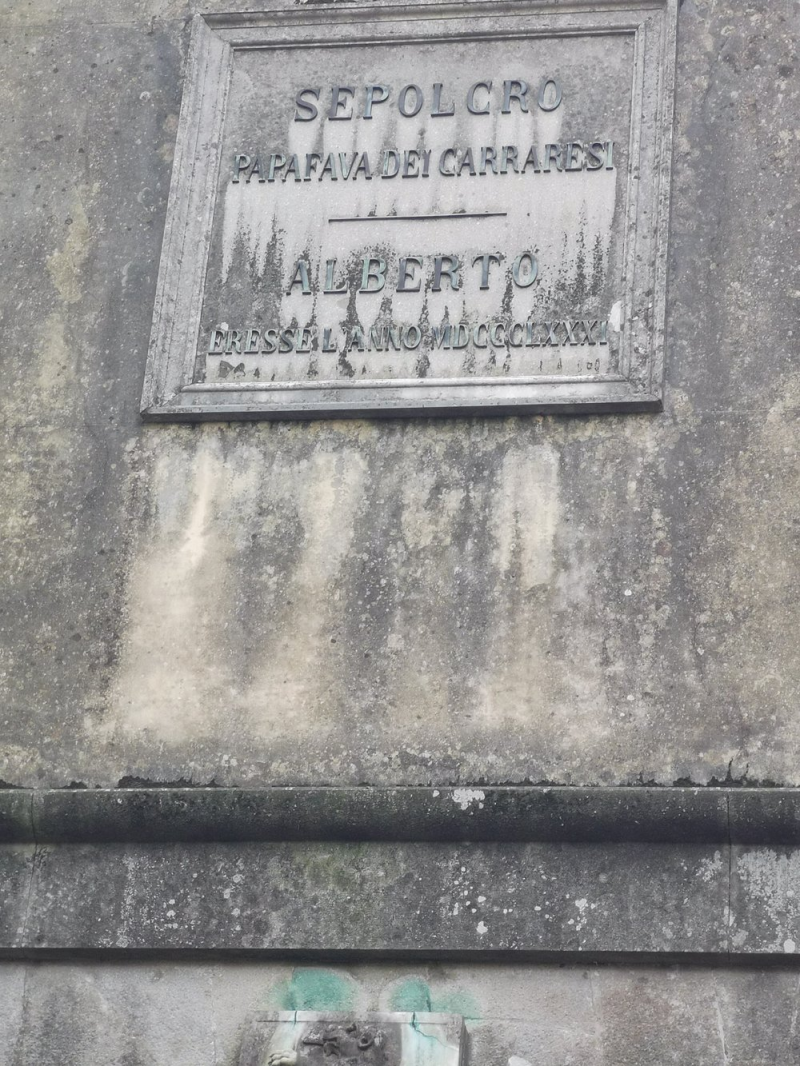 SEPOLCRO
PAPAFAVA DEI CARRARESI
ALBERTO
ERESSE L'ANNO MDCCCLXXXI